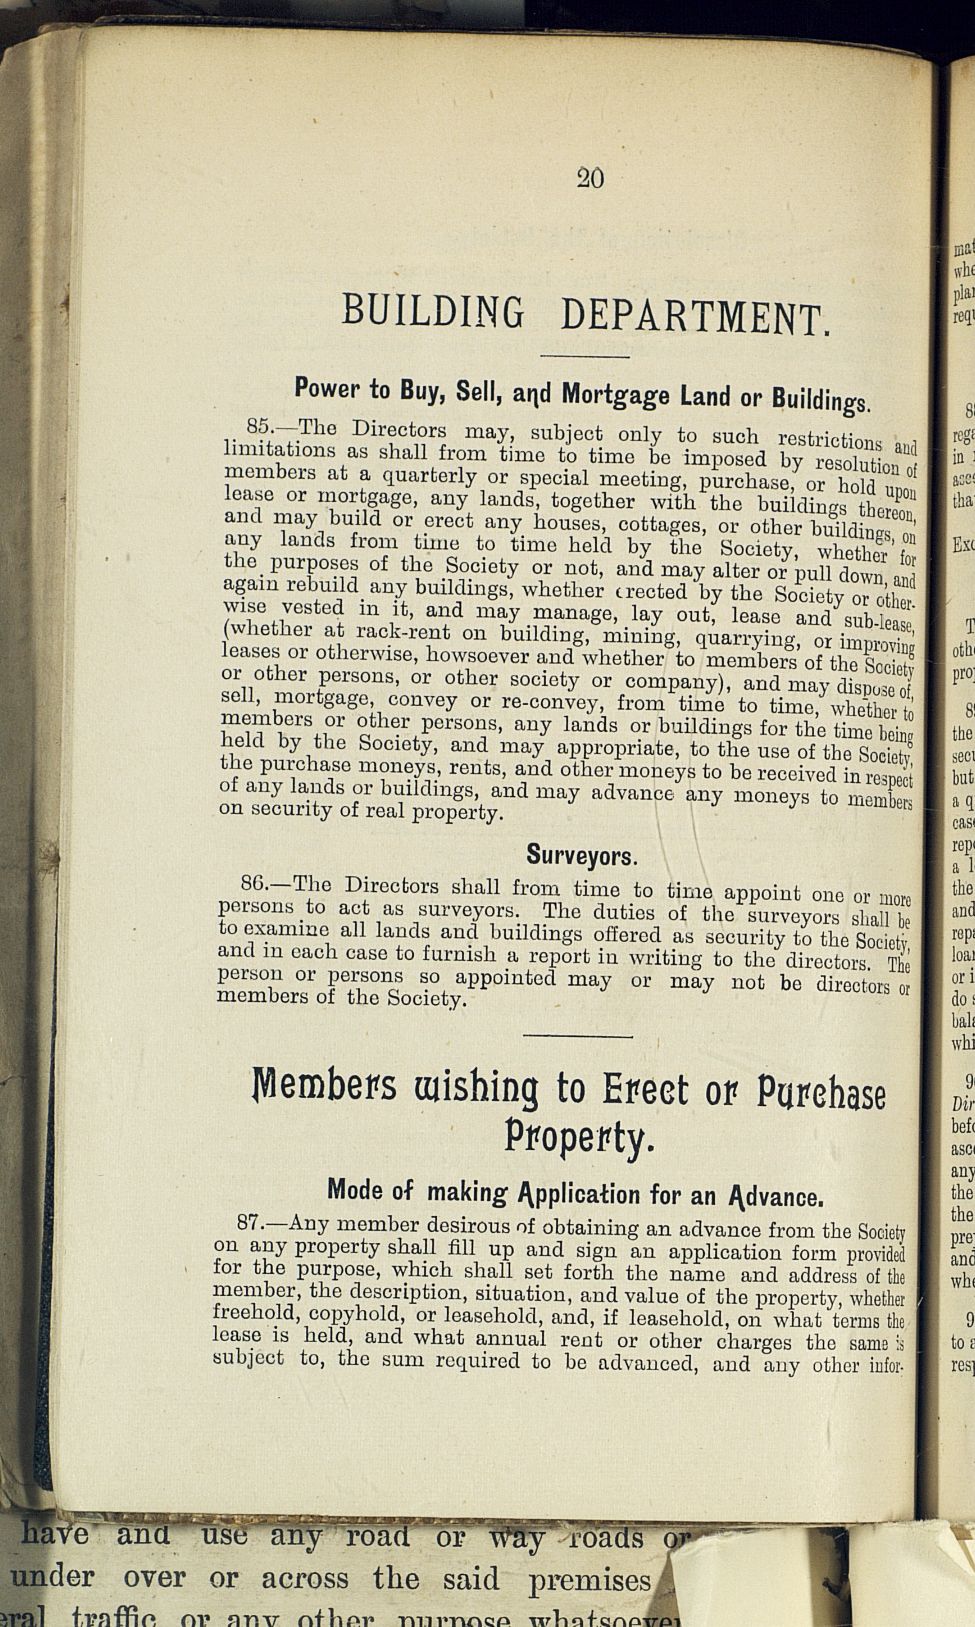 20
BUILDING DEPARTMENT.
Power to Buy, Sell, and Mortgage Land or Buildings.
85.—The Directors may, subject only to such restrictions and
limitations as shall from time to time be imposed by resolution of
members at a quarterly or special meeting, purchase, or hold upon
lease or mortgage, any lands, together with the buildings thereon,
and may build or erect any houses, cottages, or other buildings, on
any lands from time to time held by the Society, whether for
the purposes of the Society or not, and may alter or pull down, and
again rebuild any buildings, whether erected by the Society or other-
wise vested in it, and may manage, lay out, lease and sub-lease,
(whether at rack-rent on building, mining, quarrying, or improving
leases or otherwise, howsoever and whether to members of the Society
or other persons, or other society or company), and may dispose of,
sell, mortgage, convey or re-convey, from time to time, whether to
members or other persons, any lands or buildings for the time being
held by the Society, and may appropriate, to the use of the Society,
the purchase moneys, rents, and other moneys to be received in respect
of any lands or buildings, and may advance any moneys to members
on security of real property.
Surveyors.
86.—The Directors shall from time to time appoint one or more
persons to act as surveyors. The duties of the surveyors shall be
to examine all lands and buildings offered as security to the Society,
and in each case to furnish a report in writing to the directors. The
person or persons so appointed may or may not be directors or
members of the Society.
Members wishing to Erect or Purchase
Property.
Mode of making Application for an Advance.
87.—Any member desirous of obtaining an advance from the Society
on any property shall fill up and sign an application form provided
for the purpose, which shall set forth the name and address of the
member, the description, situation, and value of the property, whether
freehold, copyhold, or leasehold, and, if leasehold, on what terms the
lease is held, and what annual rent or other charges the same is
subject to, the sum required to be advanced, and any other infor-
have and use any road or way roads or
under over or across the said premises
traffic or any other purpose whatsoever